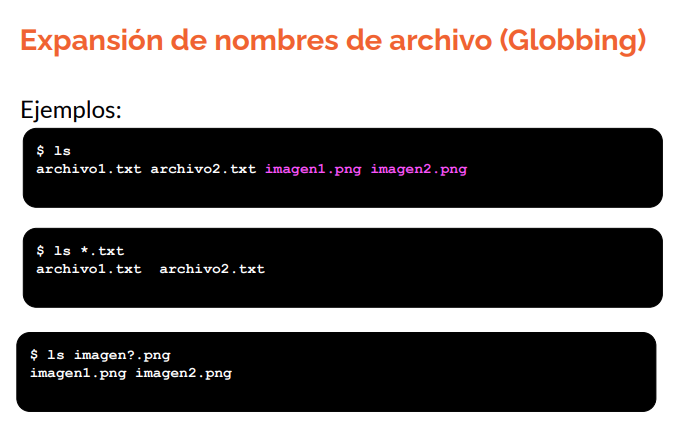 Expansión de nombres de archivo (Globbing)
Ejemplos:
$ ls
archivo1.txt archivo2.txt imagen1.png imagen2.png
$ ls *.txt
archivo1.txt  archivo2.txt
$ ls imagen?.png
imagen1.png imagen2.png